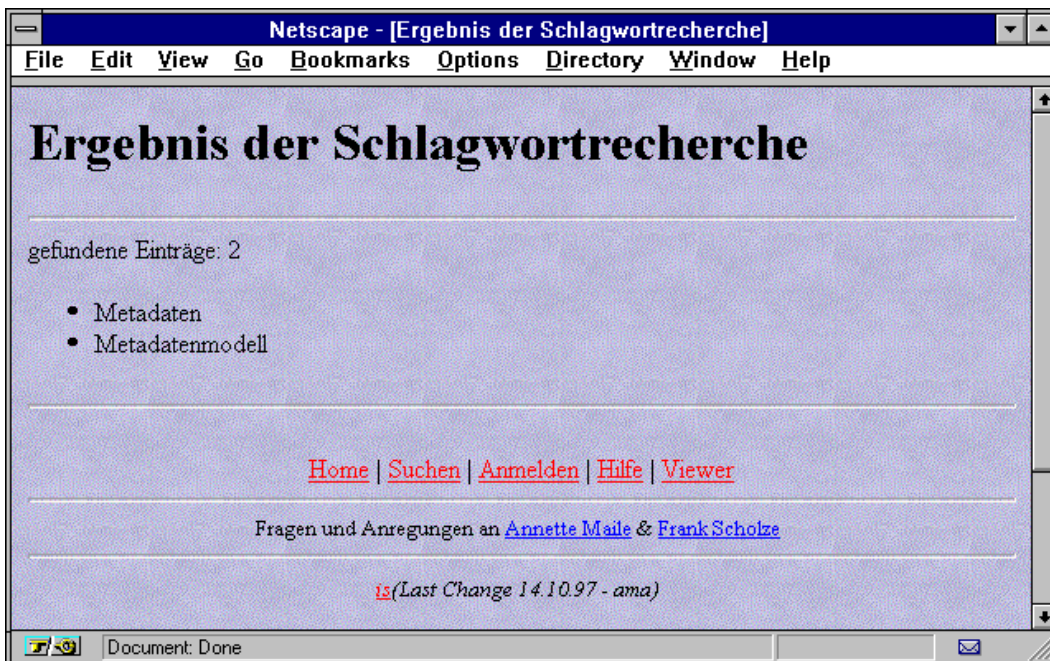 Netscape - [Ergebnis der Schlagwortrecherche]
File Edit View Go Bookmarks Options Directory Window Help
Ergebnis der Schlagwortrecherche
gefundene Einträge: 2
• Metadaten
• Metadatenmodell
Home | Suchen | Anmelden | Hilfe | Viewer
Fragen und Anregungen an Annette Maile & Frank Scholze
is(Last Change 14.10.97 - ama)
Document: Done